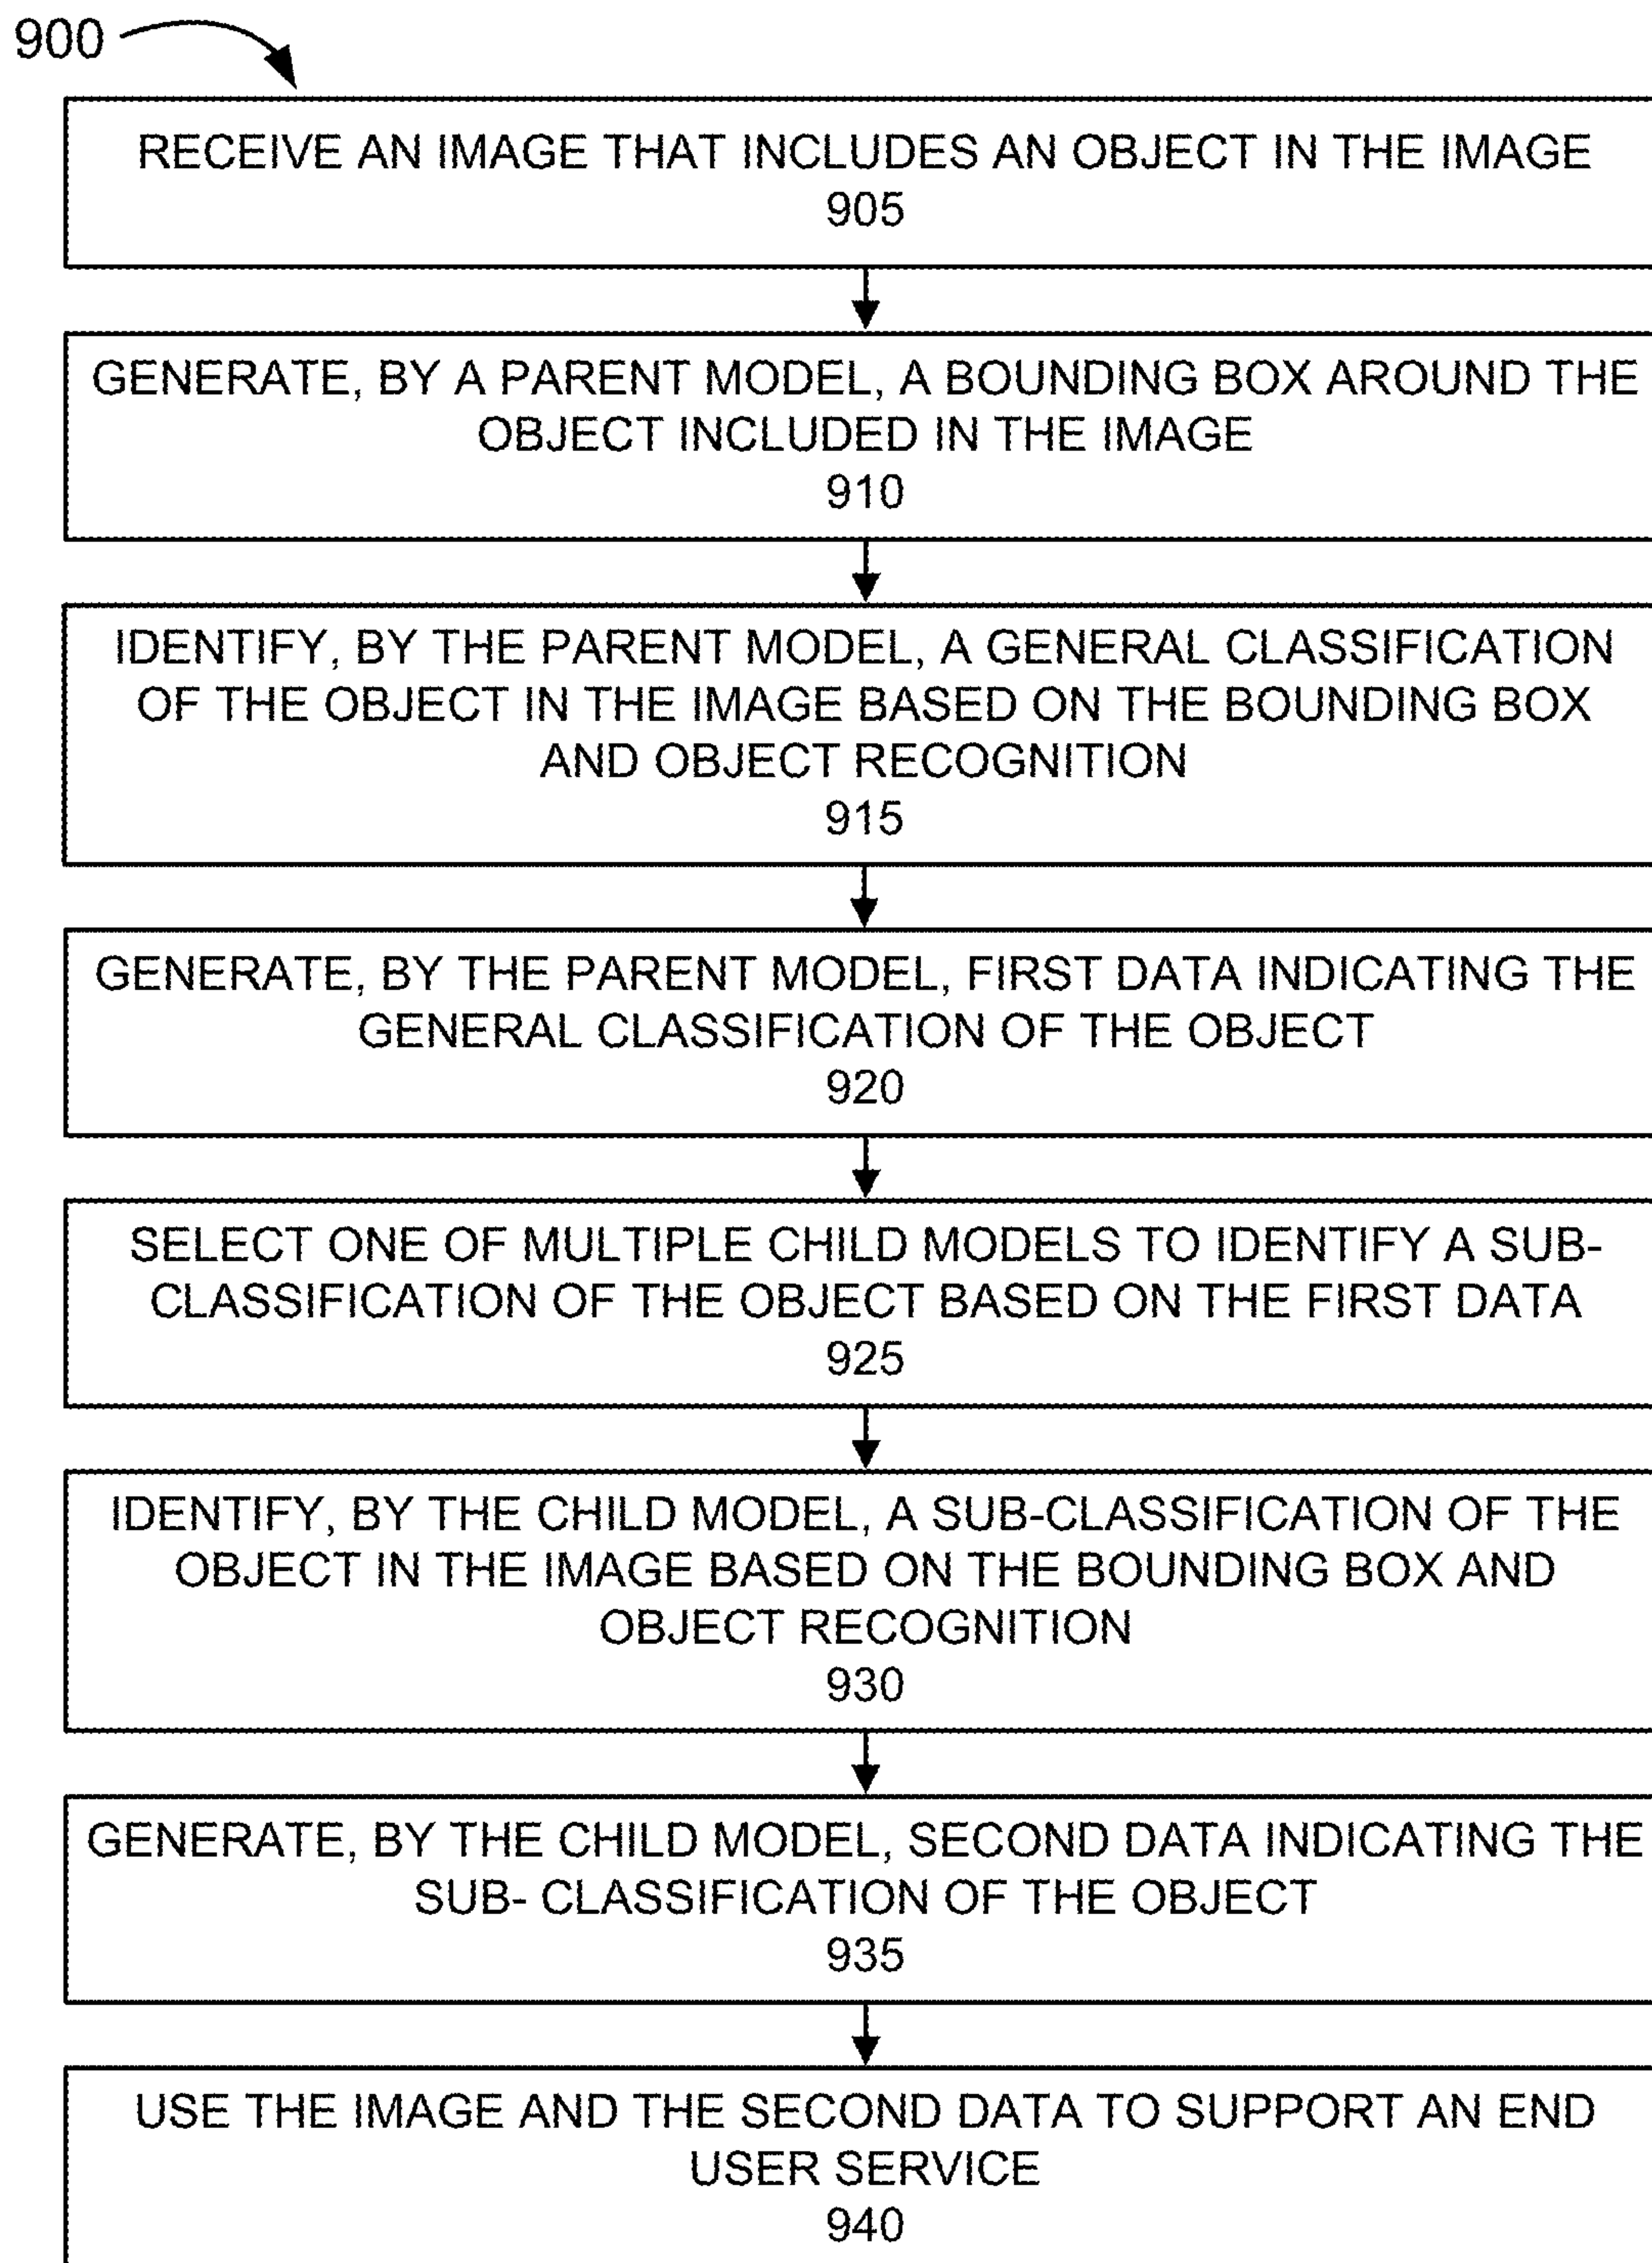 900
RECEIVE AN IMAGE THAT INCLUDES AN OBJECT IN THE IMAGE
905
GENERATE, BY A PARENT MODEL, A BOUNDING BOX AROUND THE
OBJECT INCLUDED IN THE IMAGE
910
IDENTIFY, BY THE PARENT MODEL, A GENERAL CLASSIFICATION
OF THE OBJECT IN THE IMAGE BASED ON THE BOUNDING BOX
AND OBJECT RECOGNITION
915
GENERATE, BY THE PARENT MODEL, FIRST DATA INDICATING THE
GENERAL CLASSIFICATION OF THE OBJECT
920
SELECT ONE OF MULTIPLE CHILD MODELS TO IDENTIFY A SUB-
CLASSIFICATION OF THE OBJECT BASED ON THE FIRST DATA
925
IDENTIFY, BY THE CHILD MODEL, A SUB-CLASSIFICATION OF THE
OBJECT IN THE IMAGE BASED ON THE BOUNDING BOX AND
OBJECT RECOGNITION
930
GENERATE, BY THE CHILD MODEL, SECOND DATA INDICATING THE
SUB- CLASSIFICATION OF THE OBJECT
935
USE THE IMAGE AND THE SECOND DATA TO SUPPORT AN END
USER SERVICE
940